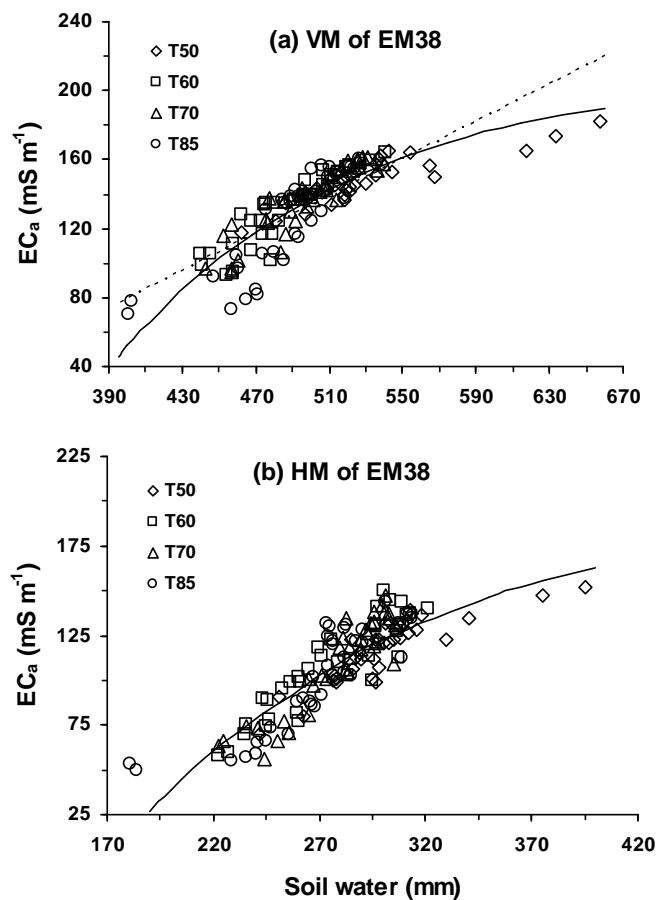 (a) VM of EM38
T50
T60
T70
T85
240
200
160
120
80
40
ECa (mS m-1)
390 430 470 510 550 590 630 670
(b) HM of EM38
T50
T60
T70
T85
225
175
125
75
25
ECa (mS m-1)
170 220 270 320 370 420
Soil water (mm)